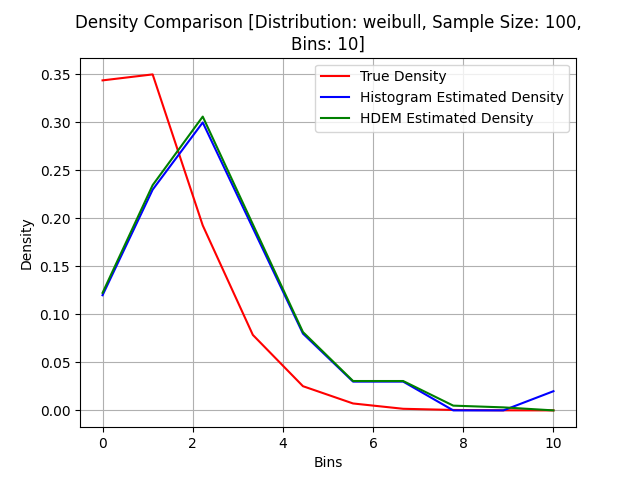 Density Comparison [Distribution: weibull, Sample Size: 100,
Bins: 10]
True Density
Histogram Estimated Density
HDEM Estimated Density
Density
0.35
0.30
0.25
0.20
0.15
0.10
0.05
0.00
0 2 4 6 8 10
Bins